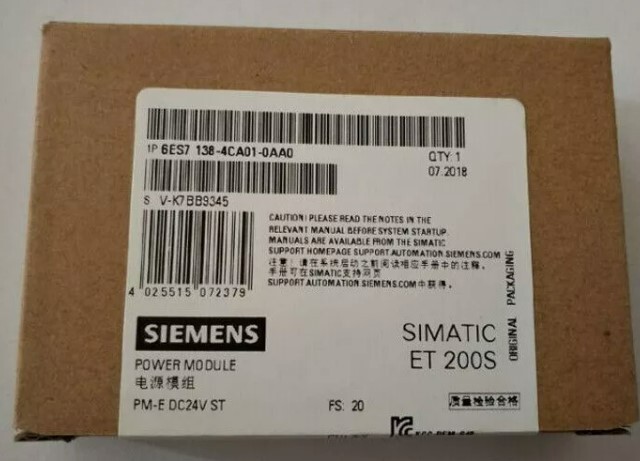 1P 6ES7 138-4CA01-0AA0
QTY: 1
07.2018
S V-K7BB9345
CAUTION! PLEASE READ THE NOTES IN THE
RELEVANT MANUAL BEFORE SYSTEM STARTUP.
MANUALS ARE AVAILABLE FROM THE SIMATIC
SUPPORT HOMEPAGE SUPPORT.AUTOMATION.SIEMENS.COM
注意！请在系统启动之前阅读相应手册中的注释。
手册可在SIMATIC支持网页
SUPPORT.AUTOMATION.SIEMENS.COM中获得。
4 025515 072379
ORIGINAL PACKAGING
SIEMENS
SIMATIC
ET 200S
POWER MODULE
电源模组
PM-E DC24V ST
FS: 20
质量检验合格